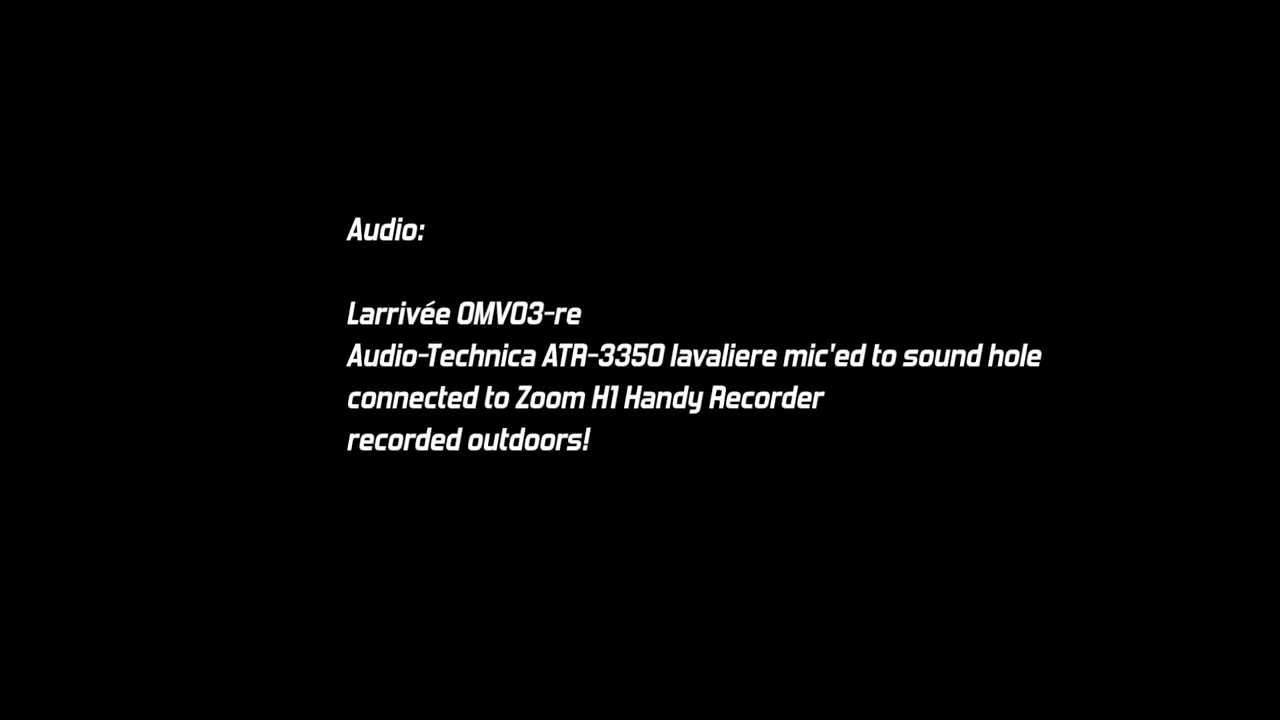 Audio:
Larrivée OMV03-re
Audio-Technica ATR-3350 lavaliere mic'ed to sound hole
connected to Zoom H1 Handy Recorder
recorded outdoors!